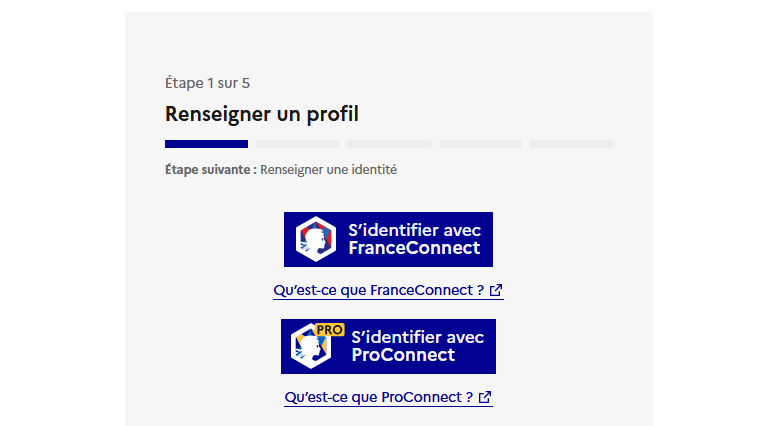 Étape 1 sur 5
Renseigner un profil
Étape suivante : Renseigner une identité
S’identifier avec
FranceConnect
Qu’est-ce que FranceConnect ?
PRO
S’identifier avec
ProConnect
Qu’est-ce que ProConnect ?